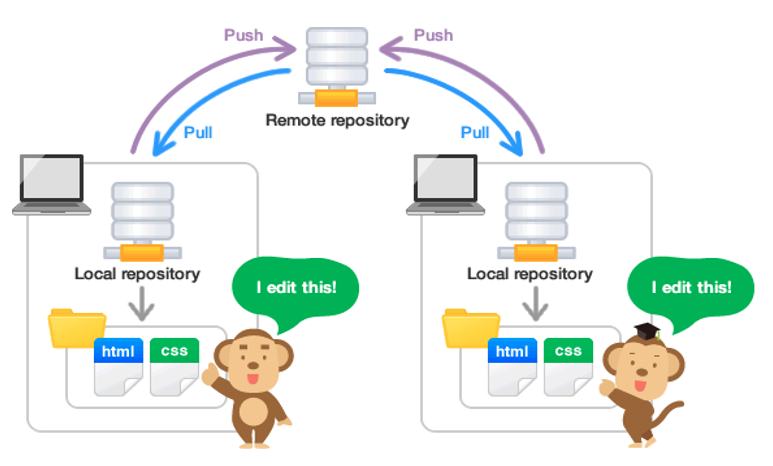 Push
Push
Pull
Remote repository
Pull
Local repository
Local repository
I edit this!
I edit this!
html
css
html
css